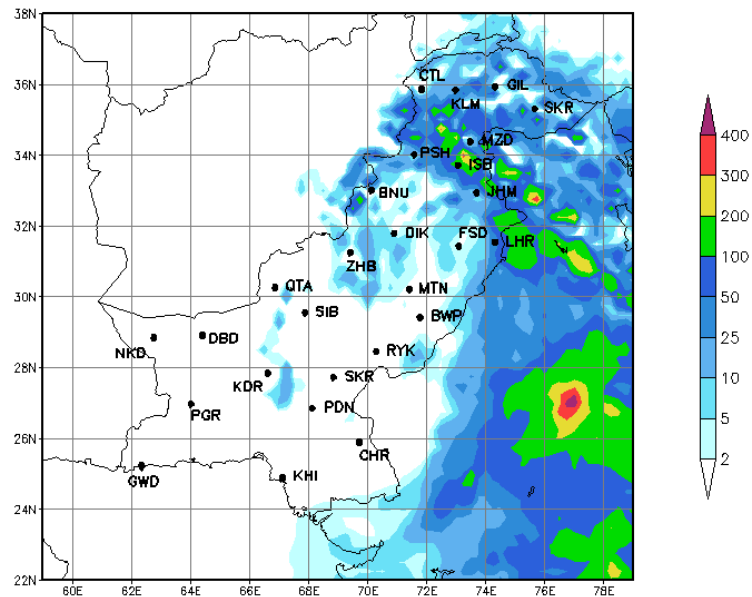 38N
36N
34N
32N
30N
28N
26N
24N
22N
60E 62E 64E 66E 68E 70E 72E 74E 76E 78E
CTL
GIL
KLM
SKR
MZD
PSH
ISB
BNU
JHM
DIK
FSD
LHR
ZHB
QTA
MTN
SIB
BWP
DBD
NKD
RYK
KDR
SKR
PGR
PDN
CHR
GWD
KHI
400
300
200
100
50
25
10
5
2